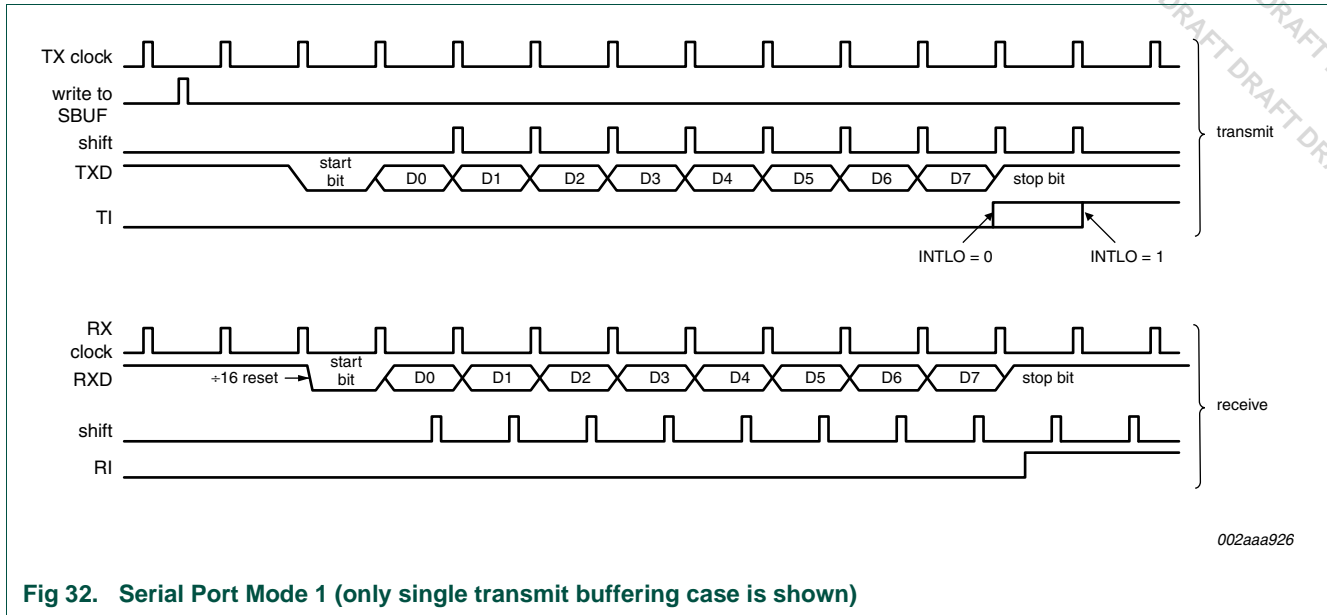 TX clock
write to
SBUF
shift
TXD
start
bit
D0 D1 D2 D3 D4 D5 D6 D7 stop bit
TI
INTLO = 0 INTLO = 1
transmit
RX
clock
RXD
÷16 reset
start
bit
D0 D1 D2 D3 D4 D5 D6 D7 stop bit
shift
RI
receive
002aaa926
Fig 32. Serial Port Mode 1 (only single transmit buffering case is shown)
DRAFT DRAFT
DRAFT